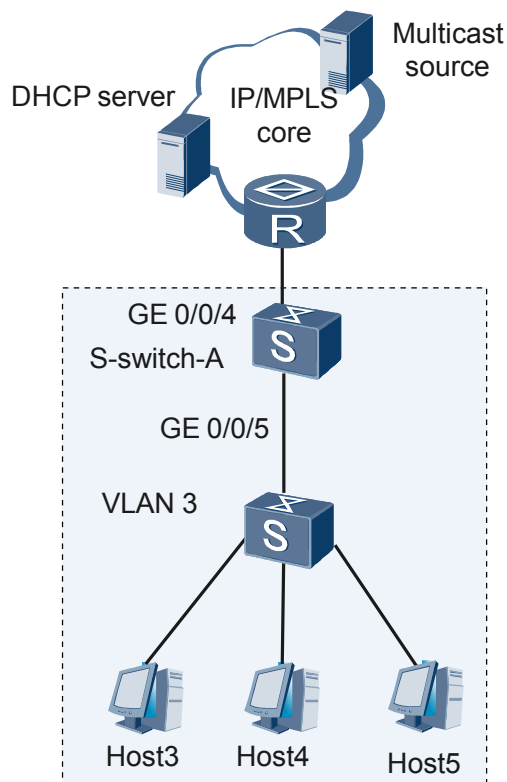 Multicast
source
DHCP server
IP/MPLS
core
R
GE 0/0/4
S
S-switch-A
GE 0/0/5
VLAN 3
S
Host3
Host4
Host5